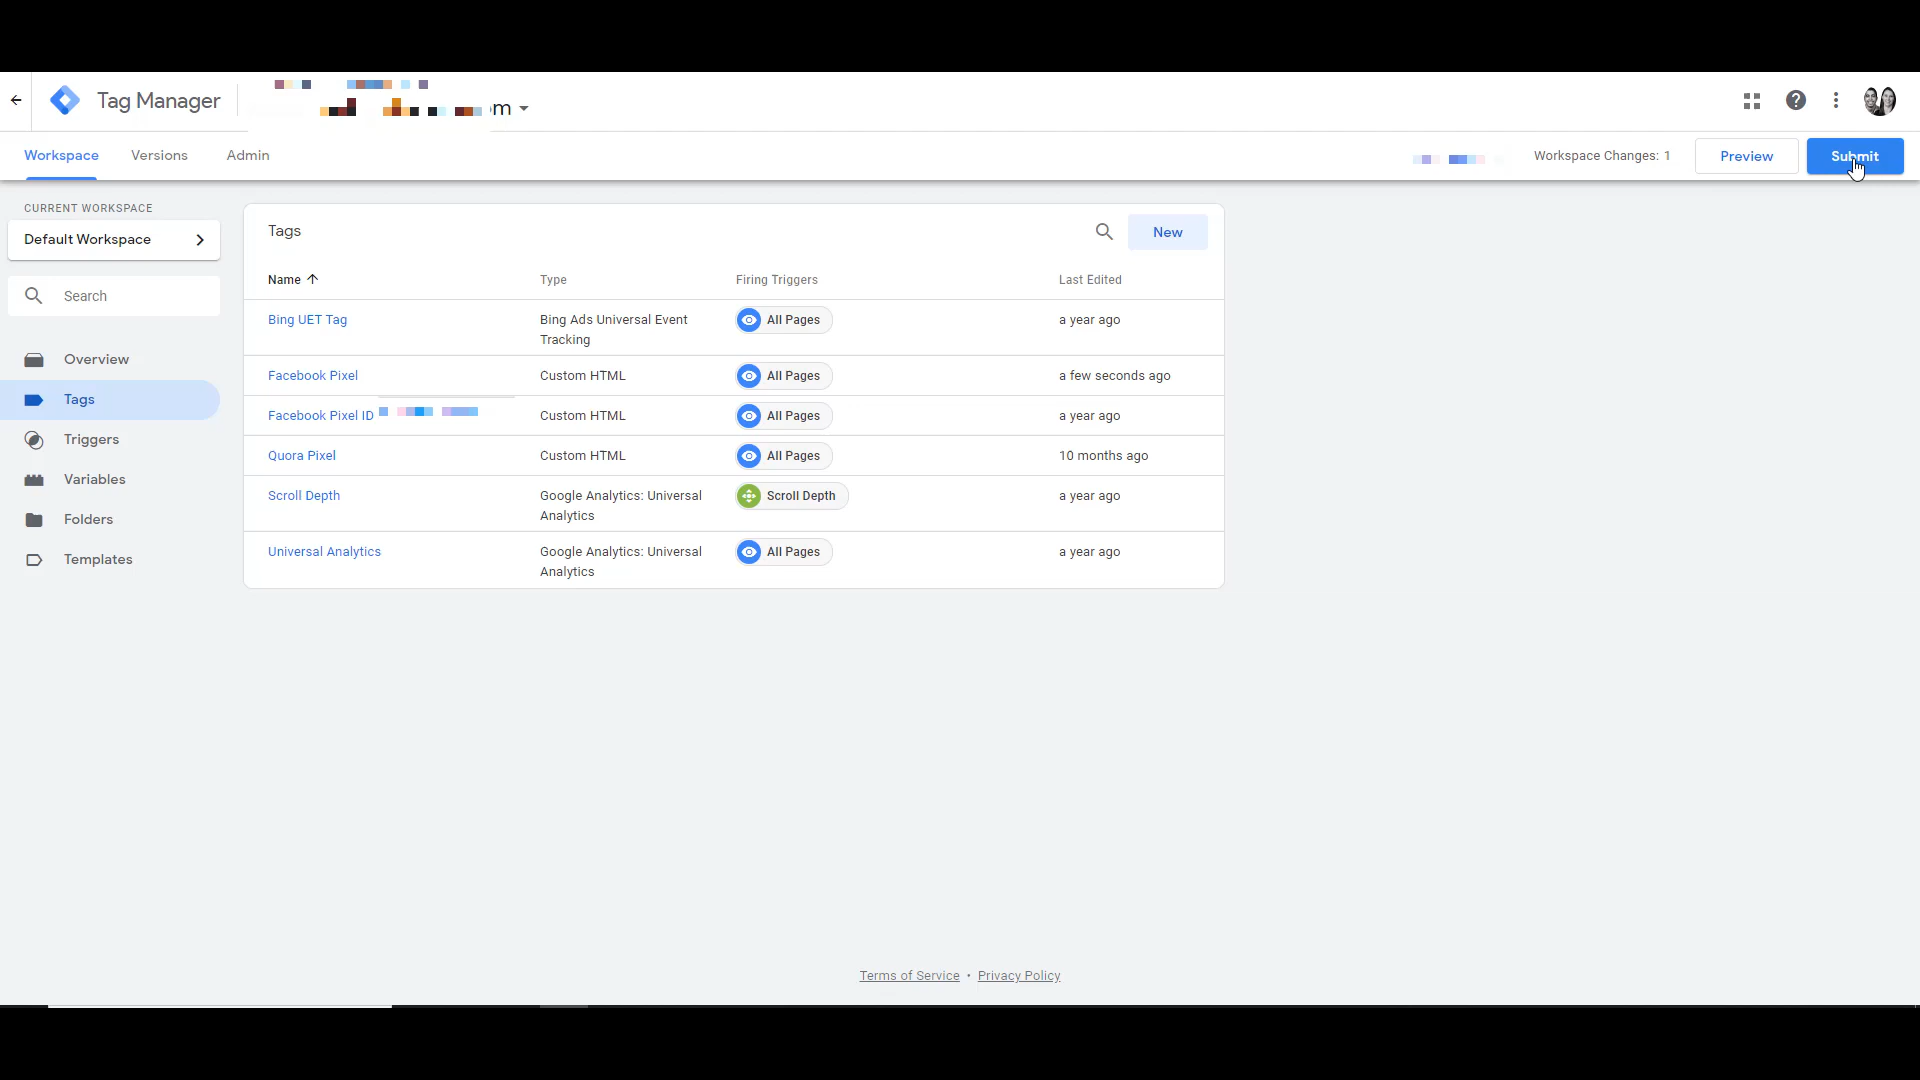 Tag Manager
m
Workspace
Versions
Admin
Workspace Changes: 1
Preview
Submit
CURRENT WORKSPACE
Default Workspace
Search
Overview
Tags
Triggers
Variables
Folders
Templates
Tags
New
Name
Type
Firing Triggers
Last Edited
Bing UET Tag
Bing Ads Universal Event
Tracking
All Pages
a year ago
Facebook Pixel
Custom HTML
All Pages
a few seconds ago
Facebook Pixel ID
Custom HTML
All Pages
a year ago
Quora Pixel
Custom HTML
All Pages
10 months ago
Scroll Depth
Google Analytics: Universal
Analytics
Scroll Depth
a year ago
Universal Analytics
Google Analytics: Universal
Analytics
All Pages
a year ago
Terms of Service • Privacy Policy